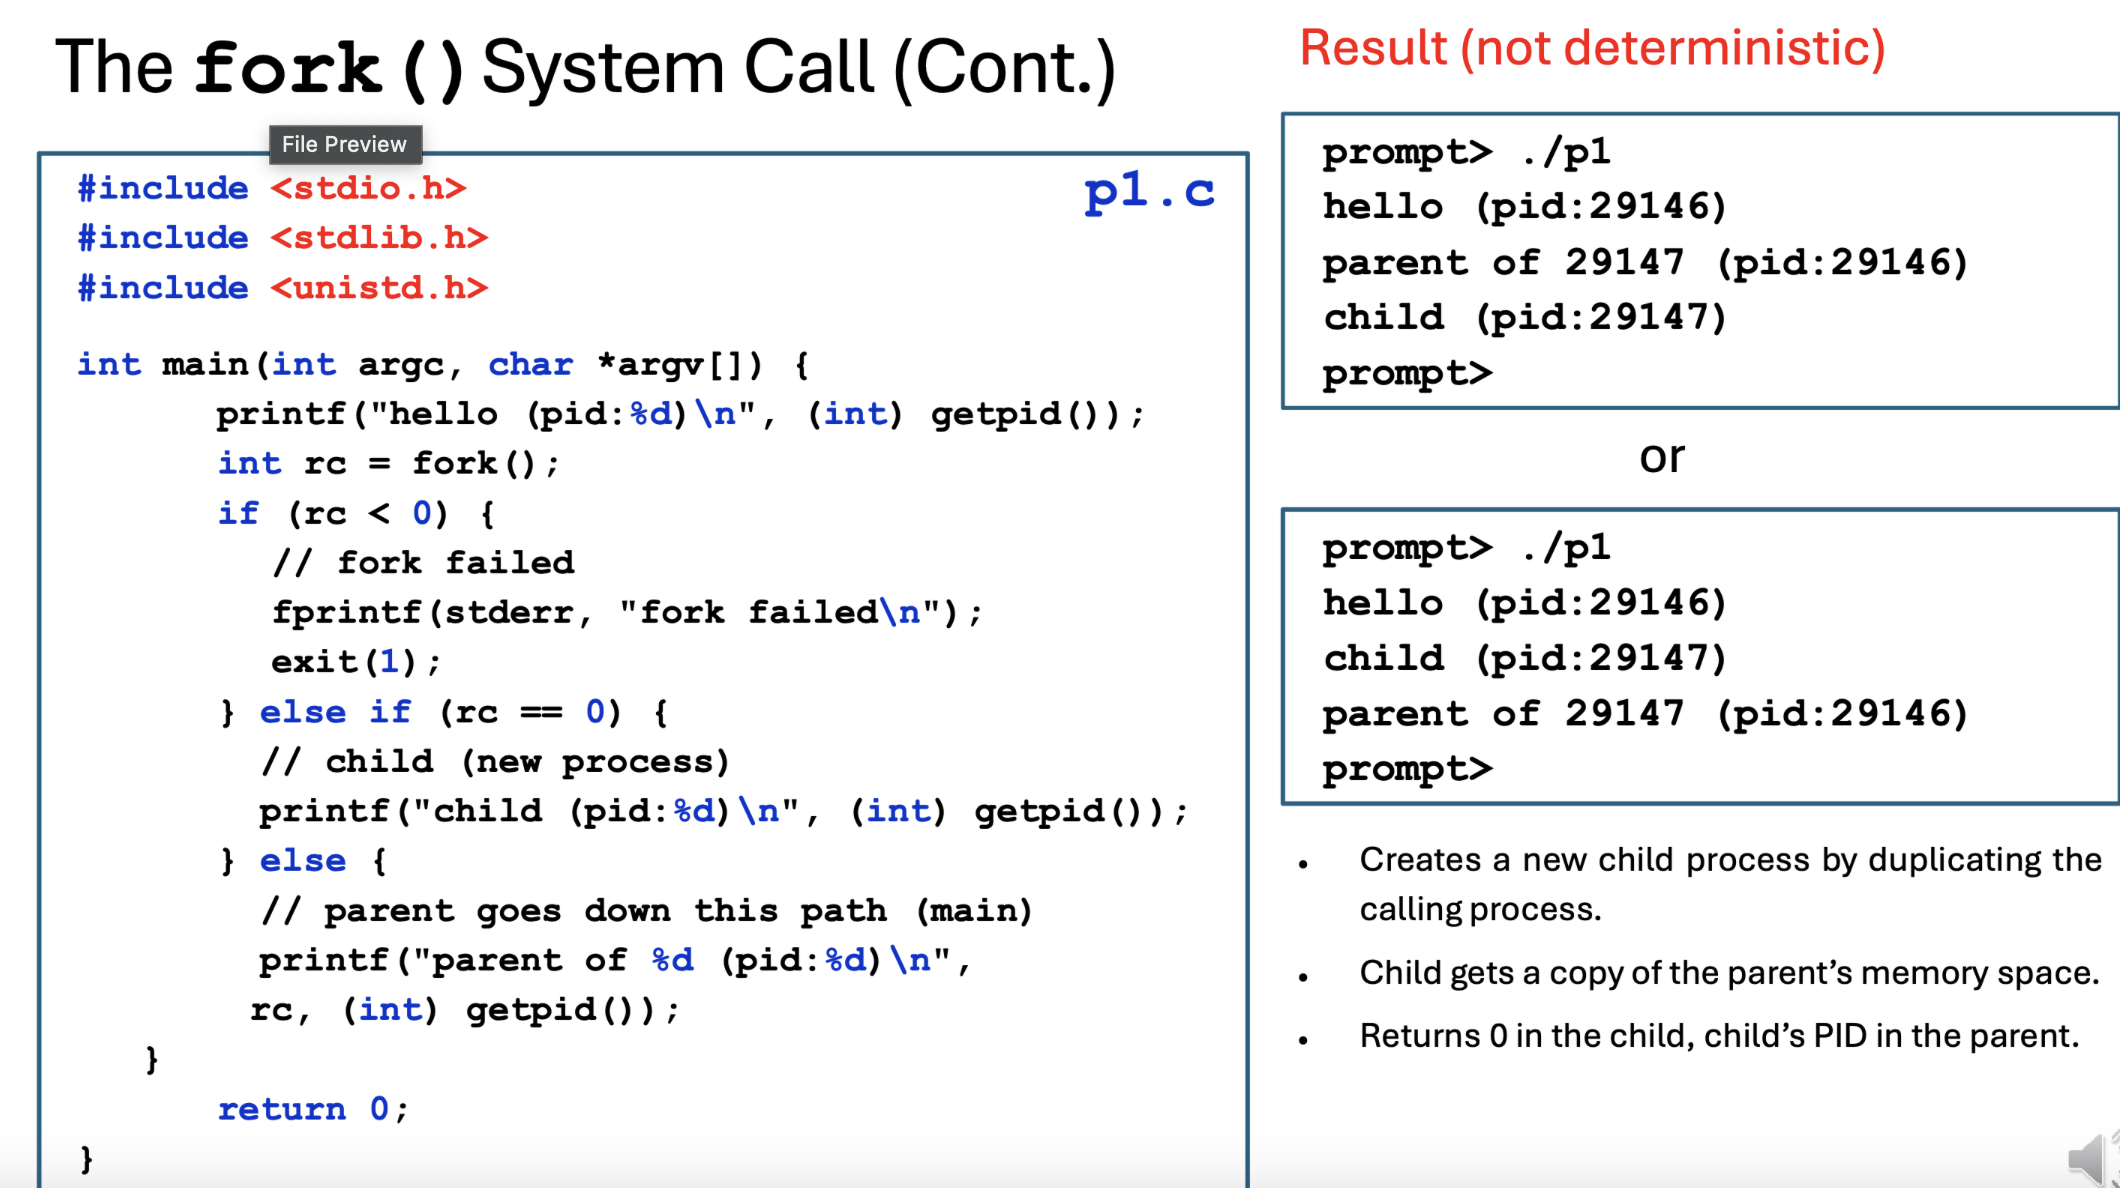 The fork() System Call (Cont.)
File Preview
p1.c
#include <stdio.h>
#include <stdlib.h>
#include <unistd.h>
int main(int argc, char *argv[]) {
printf("hello (pid:%d)\n", (int) getpid());
int rc = fork();
if (rc < 0) {
// fork failed
fprintf(stderr, "fork failed\n");
exit(1);
} else if (rc == 0) {
// child (new process)
printf("child (pid:%d)\n", (int) getpid());
} else {
// parent goes down this path (main)
printf("parent of %d (pid:%d)\n",
rc, (int) getpid());
}
return 0;
}
Result (not deterministic)
prompt> ./p1
hello (pid:29146)
parent of 29147 (pid:29146)
child (pid:29147)
prompt>
or
prompt> ./p1
hello (pid:29146)
child (pid:29147)
parent of 29147 (pid:29146)
prompt>
• Creates a new child process by duplicating the
calling process.
• Child gets a copy of the parent’s memory space.
• Returns 0 in the child, child’s PID in the parent.